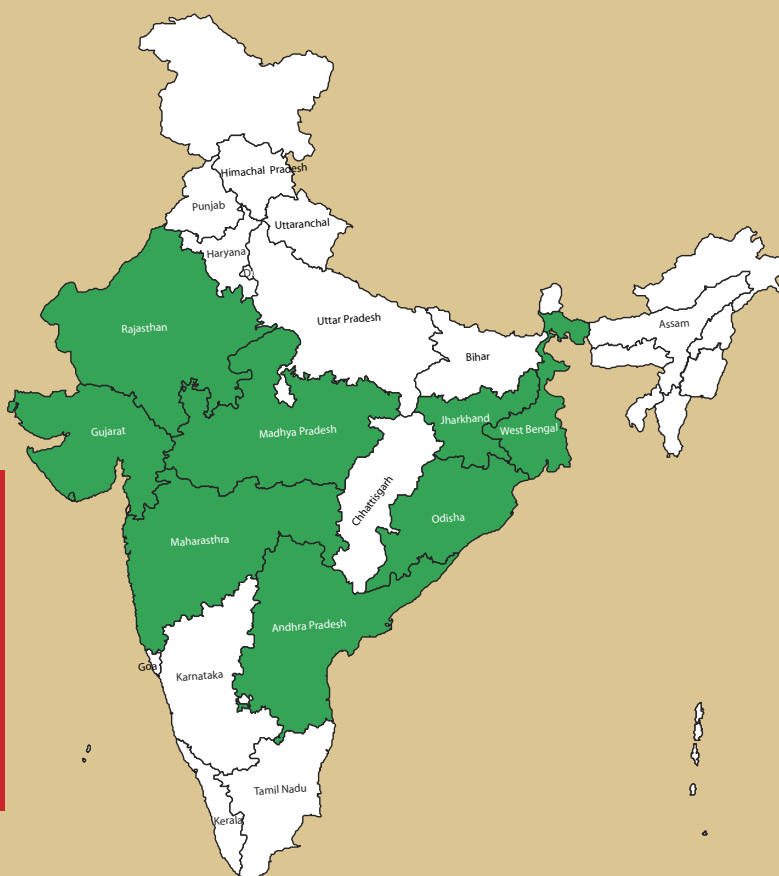 Himachal Pradesh
Punjab
Uttaranchal
Haryana
Uttar Pradesh
Assam
Rajasthan
Bihar
Jharkhand
West Bengal
Gujarat
Madhya Pradesh
Chhattisgarh
Odisha
Maharasthra
Andhra Pradesh
Goa
Karnataka
Tamil Nadu
Kerala